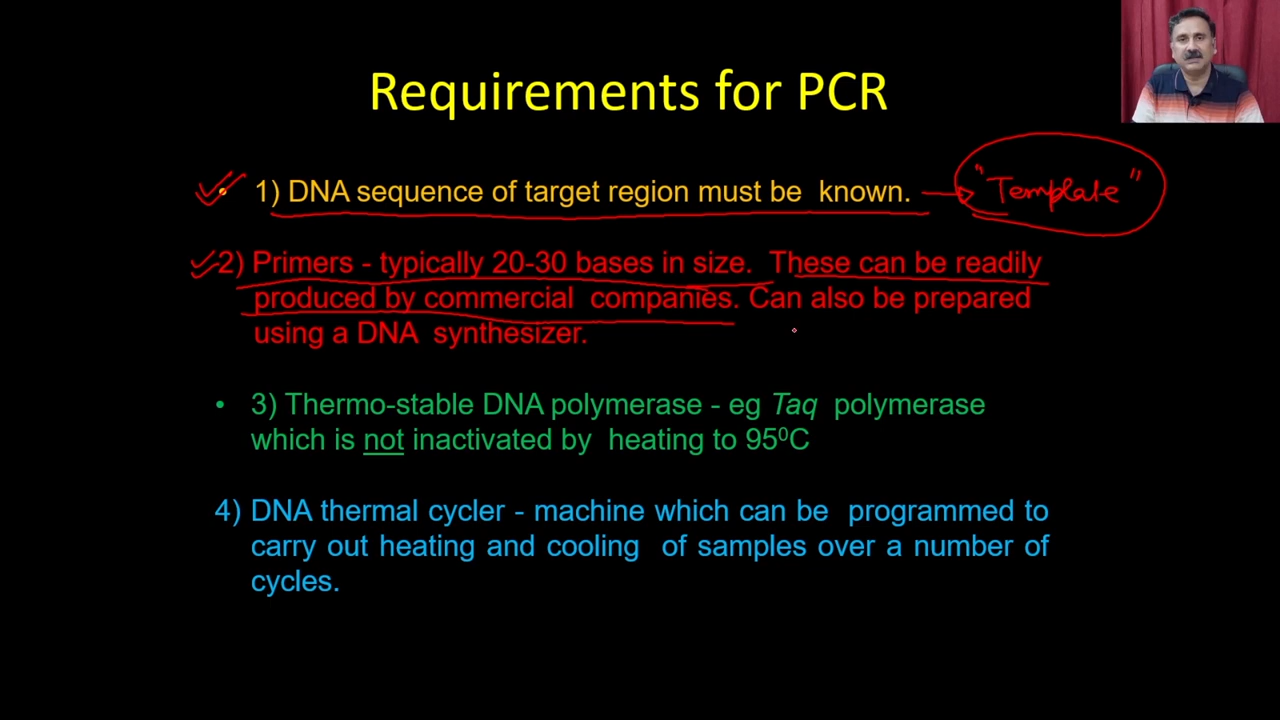 Requirements for PCR
• 1) DNA sequence of target region must be known. → "Template"
2) Primers - typically 20-30 bases in size. These can be readily
produced by commercial companies. Can also be prepared
using a DNA synthesizer.
• 3) Thermo-stable DNA polymerase - eg Taq polymerase
which is not inactivated by heating to 95⁰C
4) DNA thermal cycler - machine which can be programmed to
carry out heating and cooling of samples over a number of
cycles.